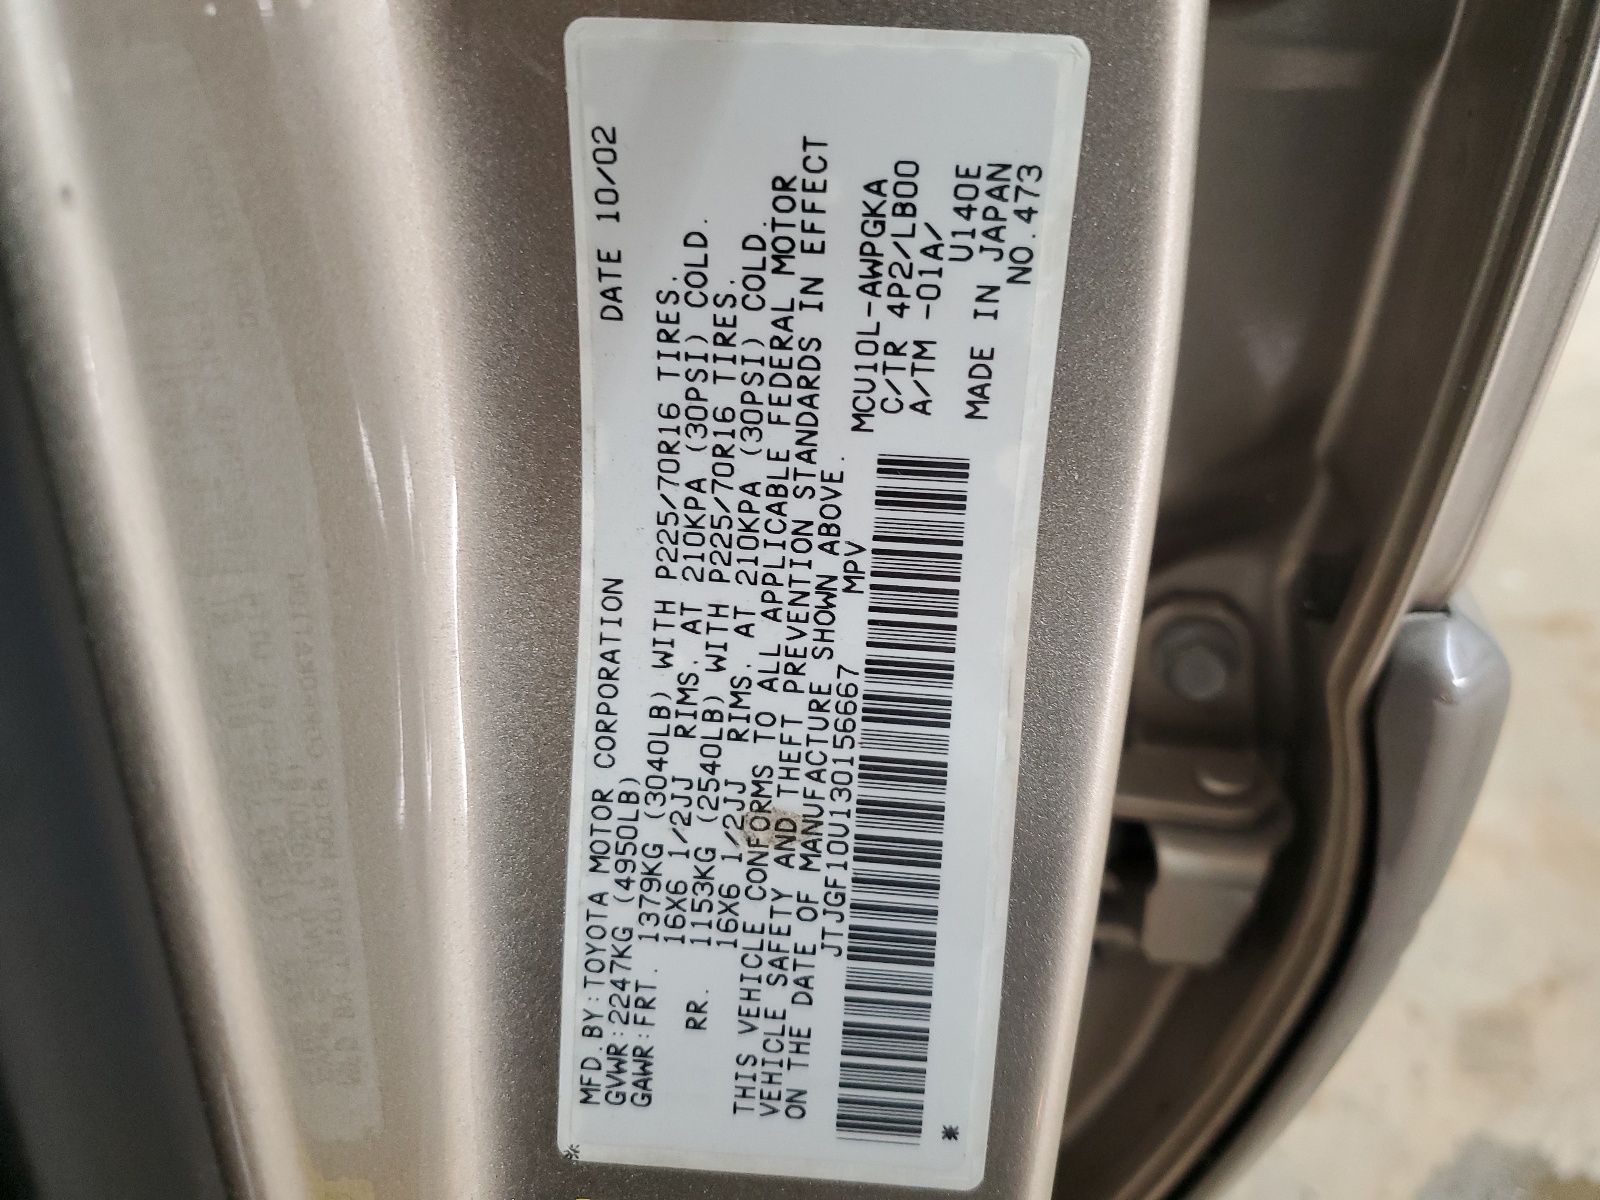 MFD.BY:TOYOTA MOTOR CORPORATION DATE 10/02
GVWR:2247KG (4950LB)
GAWR:FRT. 1379KG (3040LB) WITH P225/70R16 TIRES.
16X6 1/2JJ RIMS. AT 210KPA (30PSI) COLD.
RR. 1153KG (2540LB) WITH P225/70R16 TIRES.
16X6 1/2JJ RIMS. AT 210KPA (30PSI) COLD.
THIS VEHICLE CONFORMS TO ALL APPLICABLE FEDERAL MOTOR
VEHICLE SAFETY AND THEFT PREVENTION STANDARDS IN EFFECT
ON THE DATE OF MANUFACTURE SHOWN ABOVE.
JTJGF10U130156667 MPV
MCU10L-AWPGKA
C/TR 4P2/LB00
A/TM -01A/ U140E
MADE IN JAPAN
NO.473